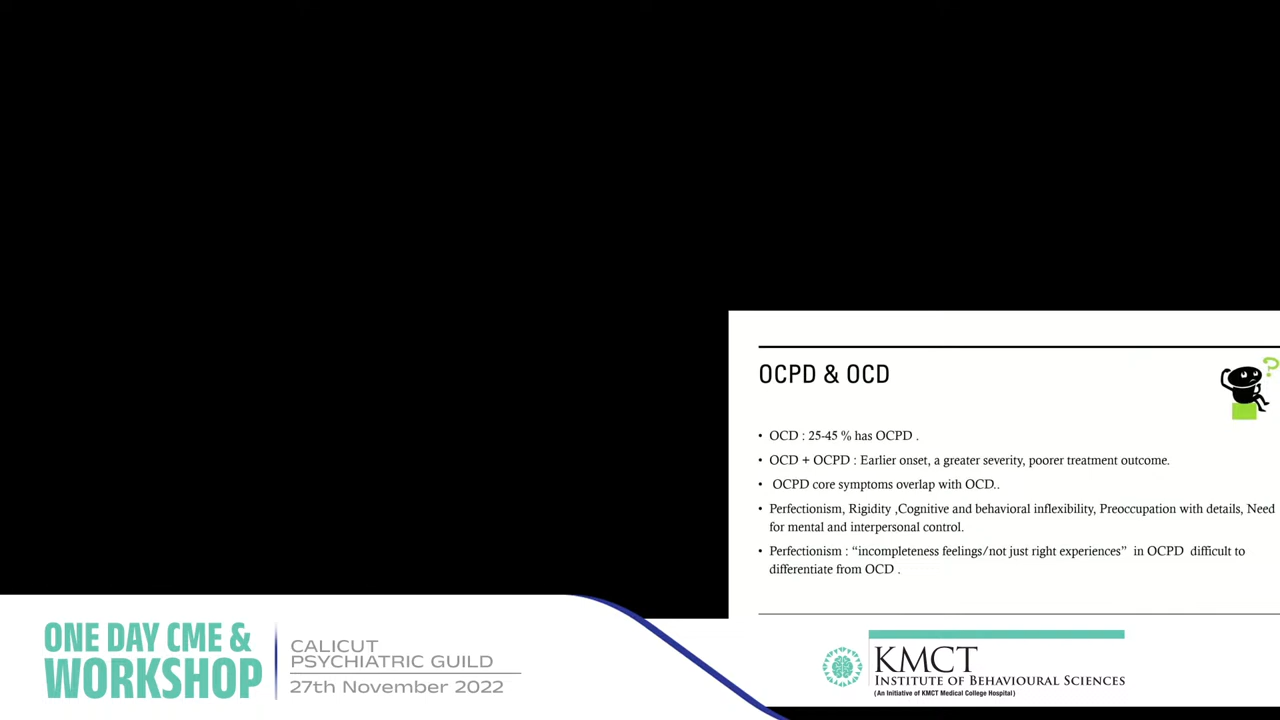 OCPD & OCD
• OCD : 25-45 % has OCPD .
• OCD + OCPD : Earlier onset, a greater severity, poorer treatment outcome.
• OCPD core symptoms overlap with OCD..
• Perfectionism, Rigidity ,Cognitive and behavioral inflexibility, Preoccupation with details, Need
for mental and interpersonal control.
• Perfectionism : “incompleteness feelings/not just right experiences” in OCPD difficult to
differentiate from OCD .
ONE DAY CME &
WORKSHOP
CALICUT
PSYCHIATRIC GUILD
27th November 2022
KMCT
INSTITUTE OF BEHAVIOURAL SCIENCES
(An Initiative of KMCT Medical College Hospital)